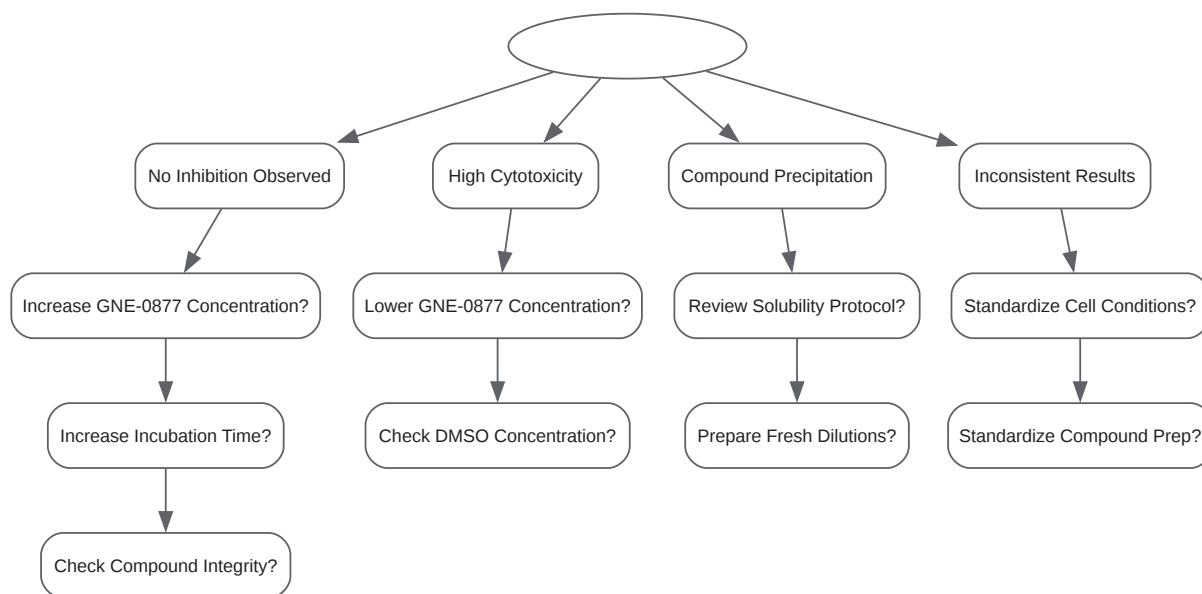 No Inhibition Observed
High Cytotoxicity
Compound Precipitation
Inconsistent Results
Increase GNE-0877 Concentration?
Lower GNE-0877 Concentration?
Review Solubility Protocol?
Standardize Cell Conditions?
Increase Incubation Time?
Check DMSO Concentration?
Prepare Fresh Dilutions?
Standardize Compound Prep?
Check Compound Integrity?